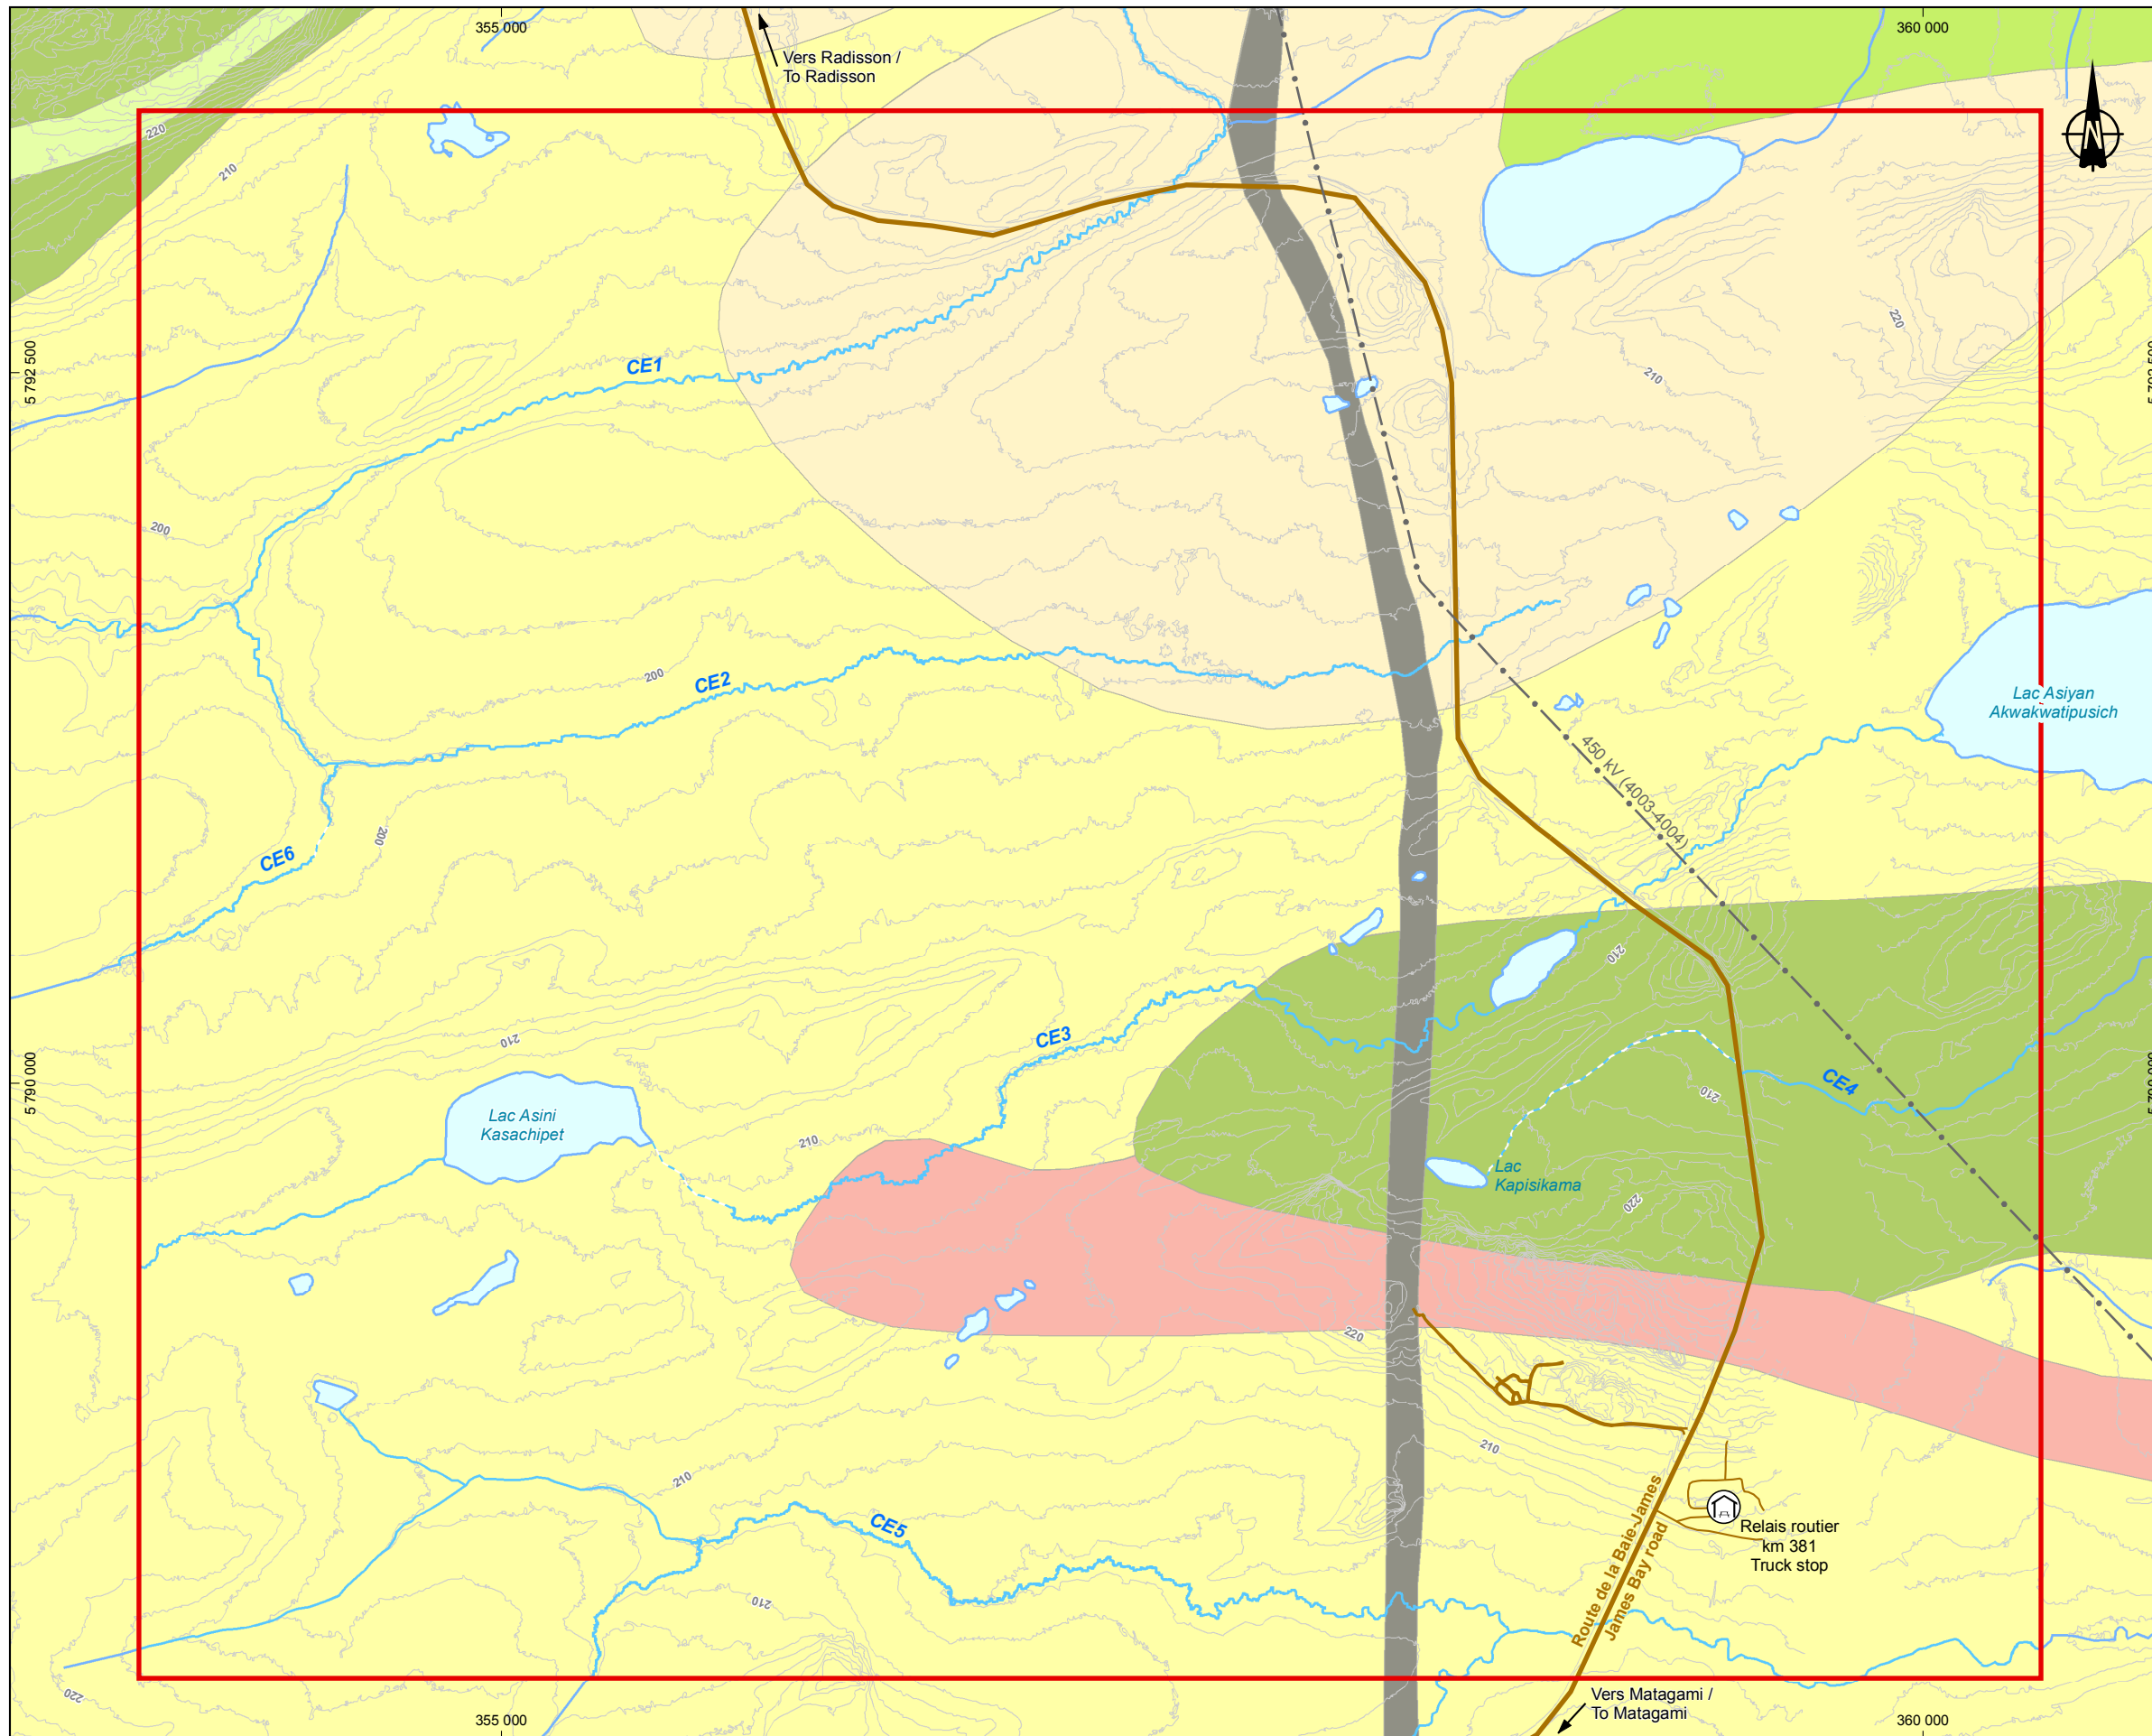 355 000
360 000
Vers Radisson /
To Radisson
N
220
210
5 792 500
CE1
220
210
200
CE2
200
Lac Asiyan
Akwakwatipusich
450 kV (4003-4004)
200
CE6
210
CE3
210
5 790 000
CE4
210
Lac Asini
Kasachipet
210
Lac
Kapisikama
220
220
210
210
CE5
Route de la Baie-James
James Bay road
Relais routier
km 381
Truck stop
210
220
Vers Matagami /
To Matagami
355 000
360 000